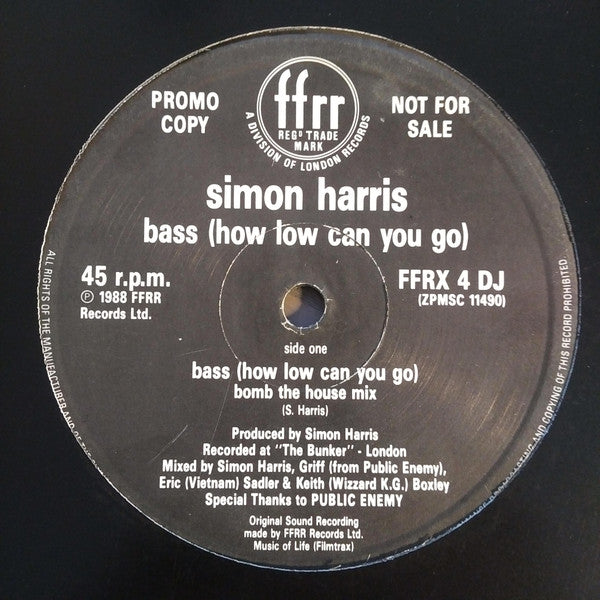 PROMO
COPY
ffrr
REGD TRADE
MARK
A DIVISION OF LONDON RECORDS
NOT FOR
SALE
simon harris
bass (how low can you go)
45 r.p.m.
℗ 1988 FFRR
Records Ltd.
FFRX 4 DJ
(ZPMSC 11490)
side one
bass (how low can you go)
bomb the house mix
(S. Harris)
Produced by Simon Harris
Recorded at "The Bunker" - London
Mixed by Simon Harris, Griff (from Public Enemy),
Eric (Vietnam) Sadler & Keith (Wizzard K.G.) Boxley
Special Thanks to PUBLIC ENEMY
Original Sound Recording
made by FFRR Records Ltd.
Music of Life (Filmtrax)
ALL RIGHTS OF THE MANUFACTURER AND OF THE
AND COPYING OF THIS RECORD PROHIBITED